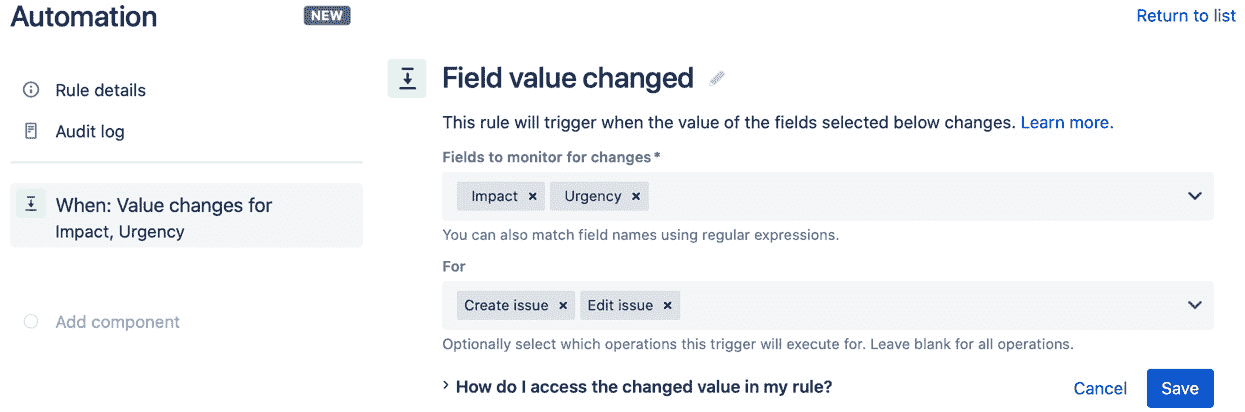 Automation
NEW
Return to list
Rule details
Audit log
When: Value changes for
Impact, Urgency
Add component
Field value changed
This rule will trigger when the value of the fields selected below changes. Learn more.
Fields to monitor for changes*
Impact × Urgency ×
You can also match field names using regular expressions.
For
Create issue × Edit issue ×
Optionally select which operations this trigger will execute for. Leave blank for all operations.
How do I access the changed value in my rule?
Cancel Save